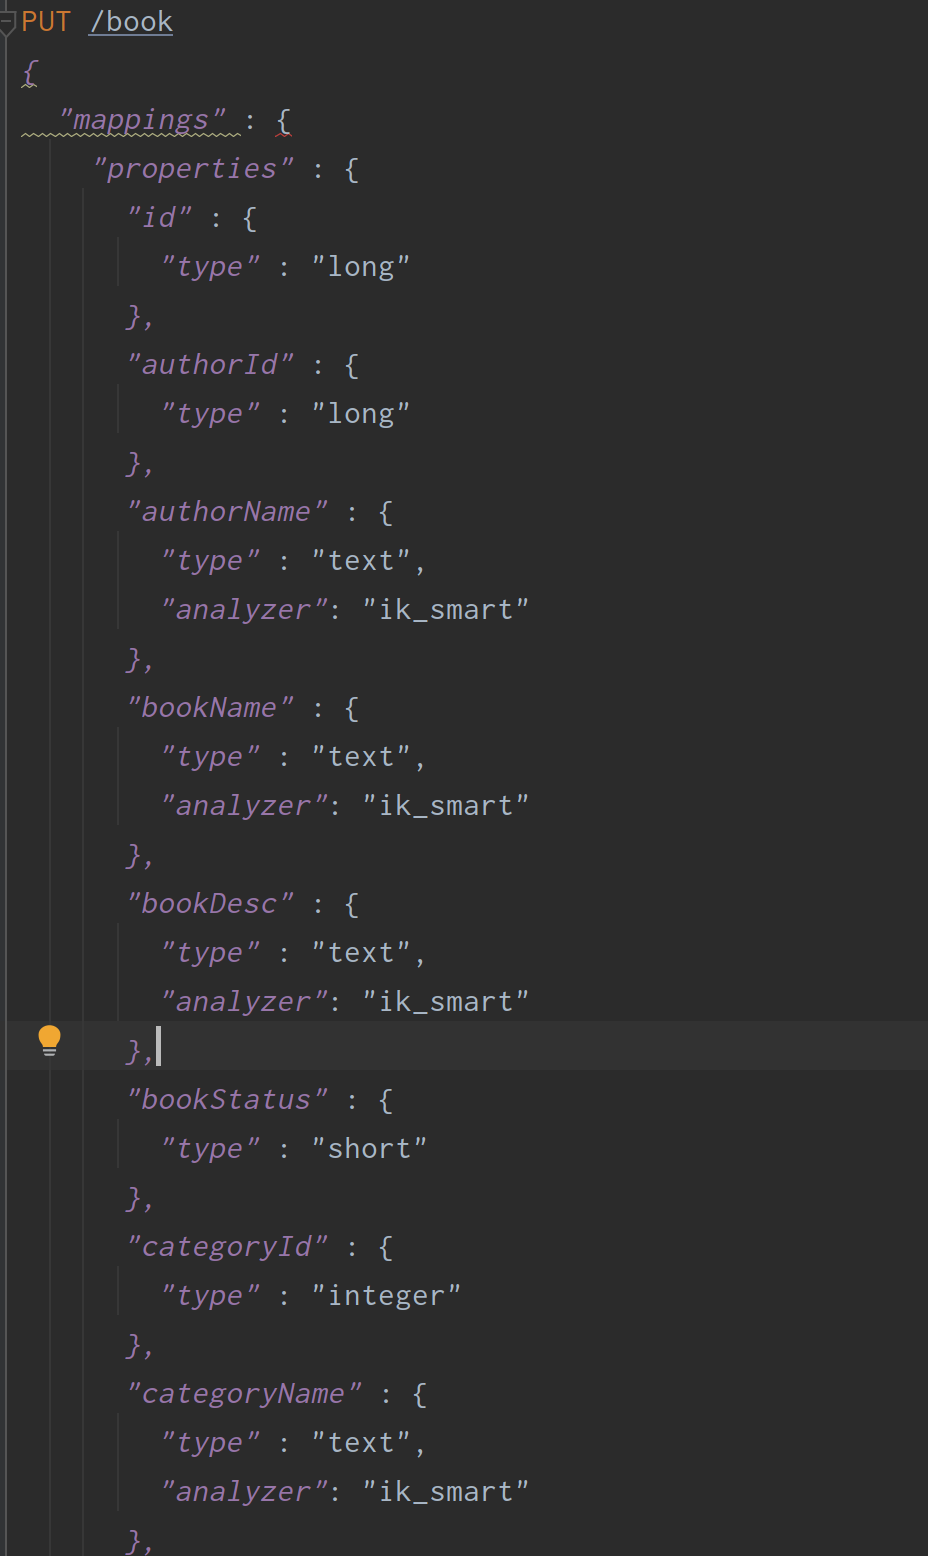 PUT /book
{
"mappings" : {
"properties" : {
"id" : {
"type" : "long"
},
"authorId" : {
"type" : "long"
},
"authorName" : {
"type" : "text",
"analyzer": "ik_smart"
},
"bookName" : {
"type" : "text",
"analyzer": "ik_smart"
},
"bookDesc" : {
"type" : "text",
"analyzer": "ik_smart"
},
"bookStatus" : {
"type" : "short"
},
"categoryId" : {
"type" : "integer"
},
"categoryName" : {
"type" : "text",
"analyzer": "ik_smart"
},